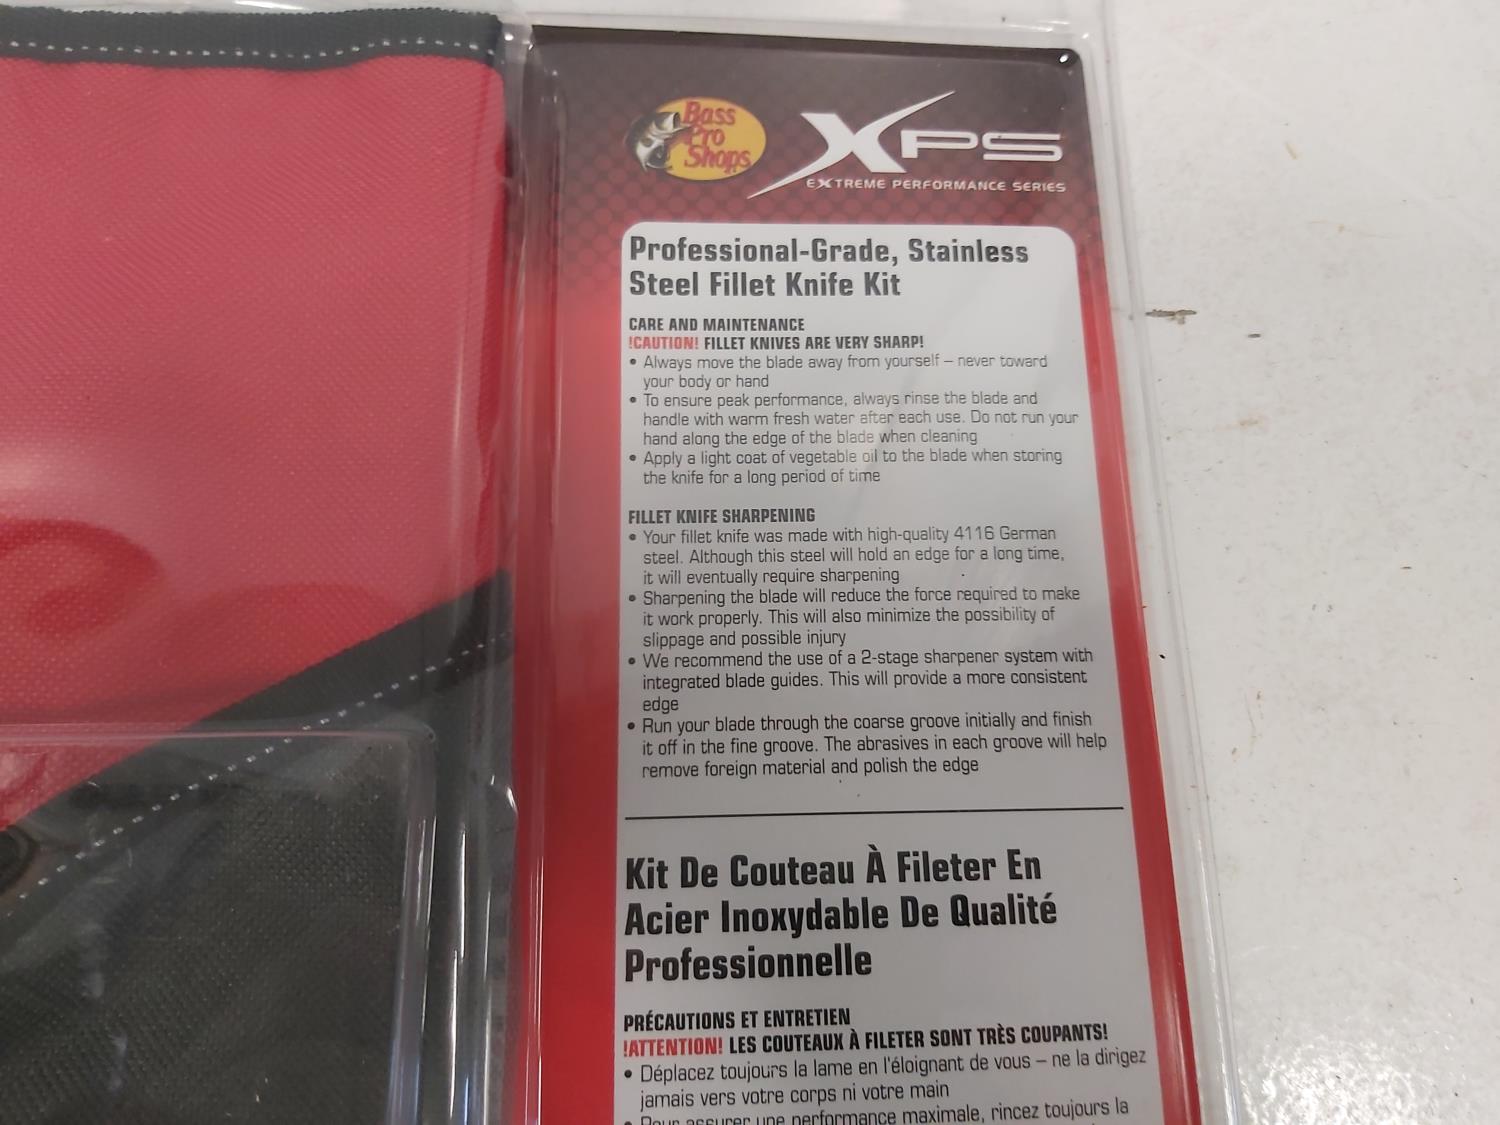 Bass
Pro
Shops
XPS
EXTREME PERFORMANCE SERIES
Professional-Grade, Stainless
Steel Fillet Knife Kit
CARE AND MAINTENANCE
!CAUTION! FILLET KNIVES ARE VERY SHARP!
• Always move the blade away from yourself – never toward
your body or hand
• To ensure peak performance, always rinse the blade and
handle with warm fresh water after each use. Do not run your
hand along the edge of the blade when cleaning
• Apply a light coat of vegetable oil to the blade when storing
the knife for a long period of time
FILLET KNIFE SHARPENING
• Your fillet knife was made with high-quality 4116 German
steel. Although this steel will hold an edge for a long time,
it will eventually require sharpening
• Sharpening the blade will reduce the force required to make
it work properly. This will also minimize the possibility of
slippage and possible injury
• We recommend the use of a 2-stage sharpener system with
integrated blade guides. This will provide a more consistent
edge
• Run your blade through the coarse groove initially and finish
it off in the fine groove. The abrasives in each groove will help
remove foreign material and polish the edge
Kit De Couteau À Fileter En
Acier Inoxydable De Qualité
Professionnelle
PRÉCAUTIONS ET ENTRETIEN
!ATTENTION! LES COUTEAUX À FILETER SONT TRÈS COUPANTS!
• Déplacez toujours la lame en l'éloignant de vous – ne la dirigez
jamais vers votre corps ni votre main
• Pour assurer une performance maximale, rincez toujours la